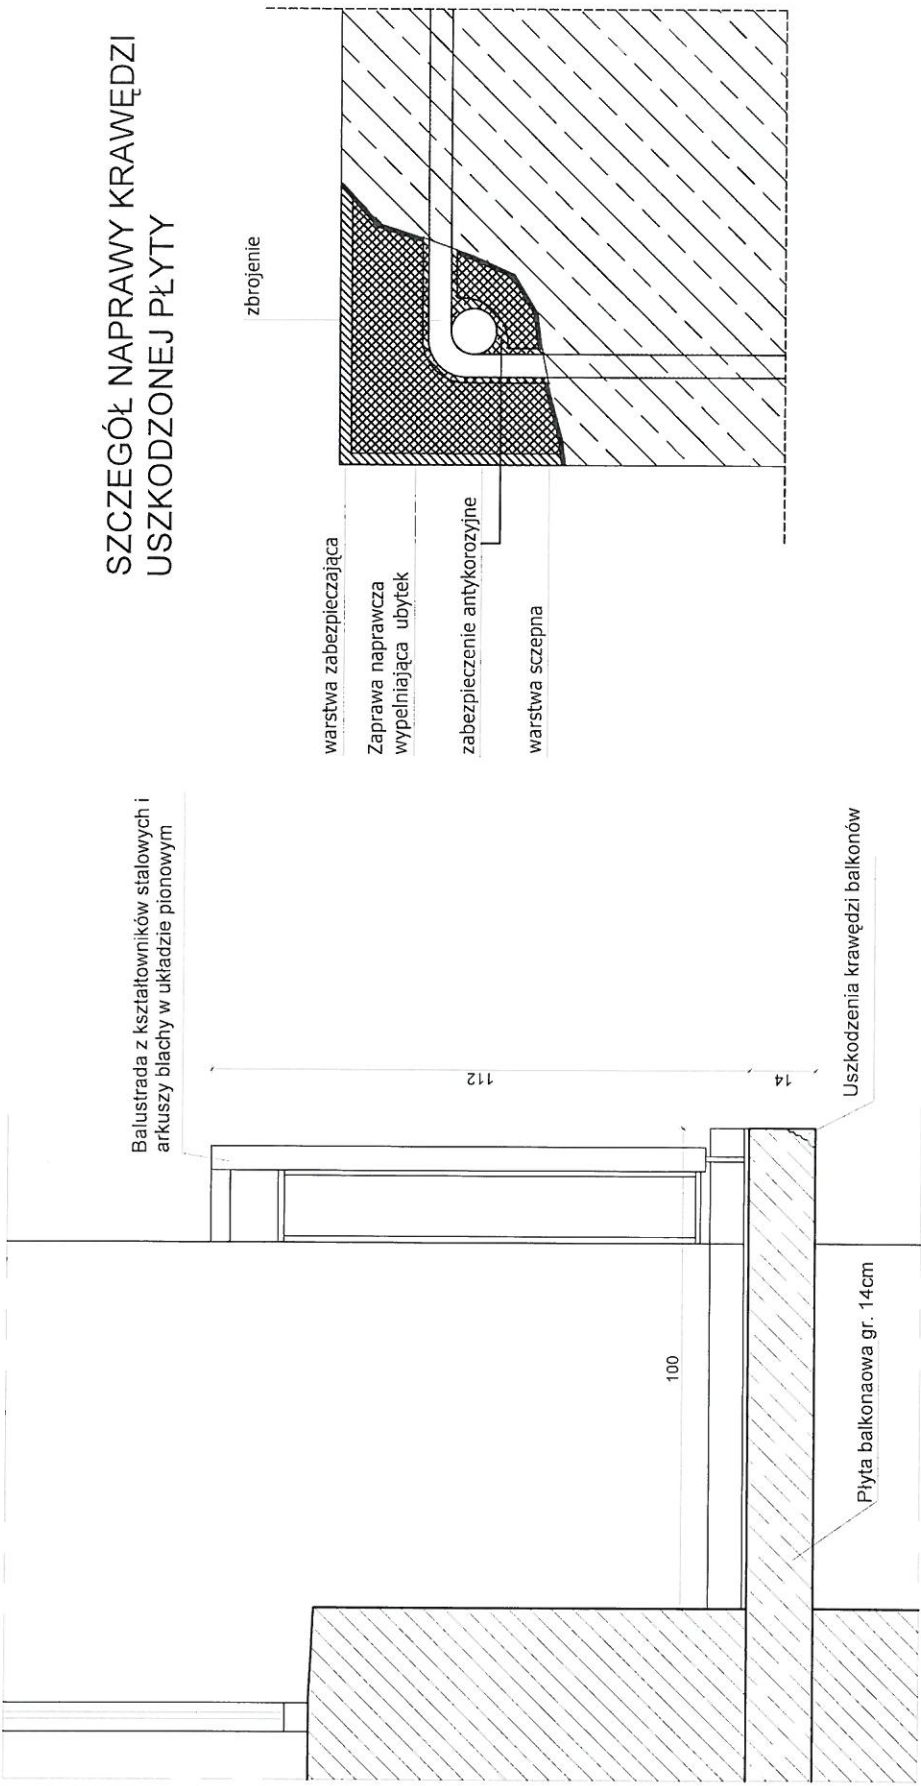 SZCZEGÓŁ NAPRAWY KRAWĘDZI
USZKODZONEJ PŁYTY
zbrojenie
warstwa zabezpieczająca
Zaprawa naprawcza
wypelniająca ubytek
zabezpieczenie antykorozyjne
warstwa sczepna
Balustrada z kształtowników stalowych i
arkuszy blachy w układzie pionowym
112
14
100
Uszkodzenia krawędzi balkonów
Płyta balkonaowa gr. 14cm